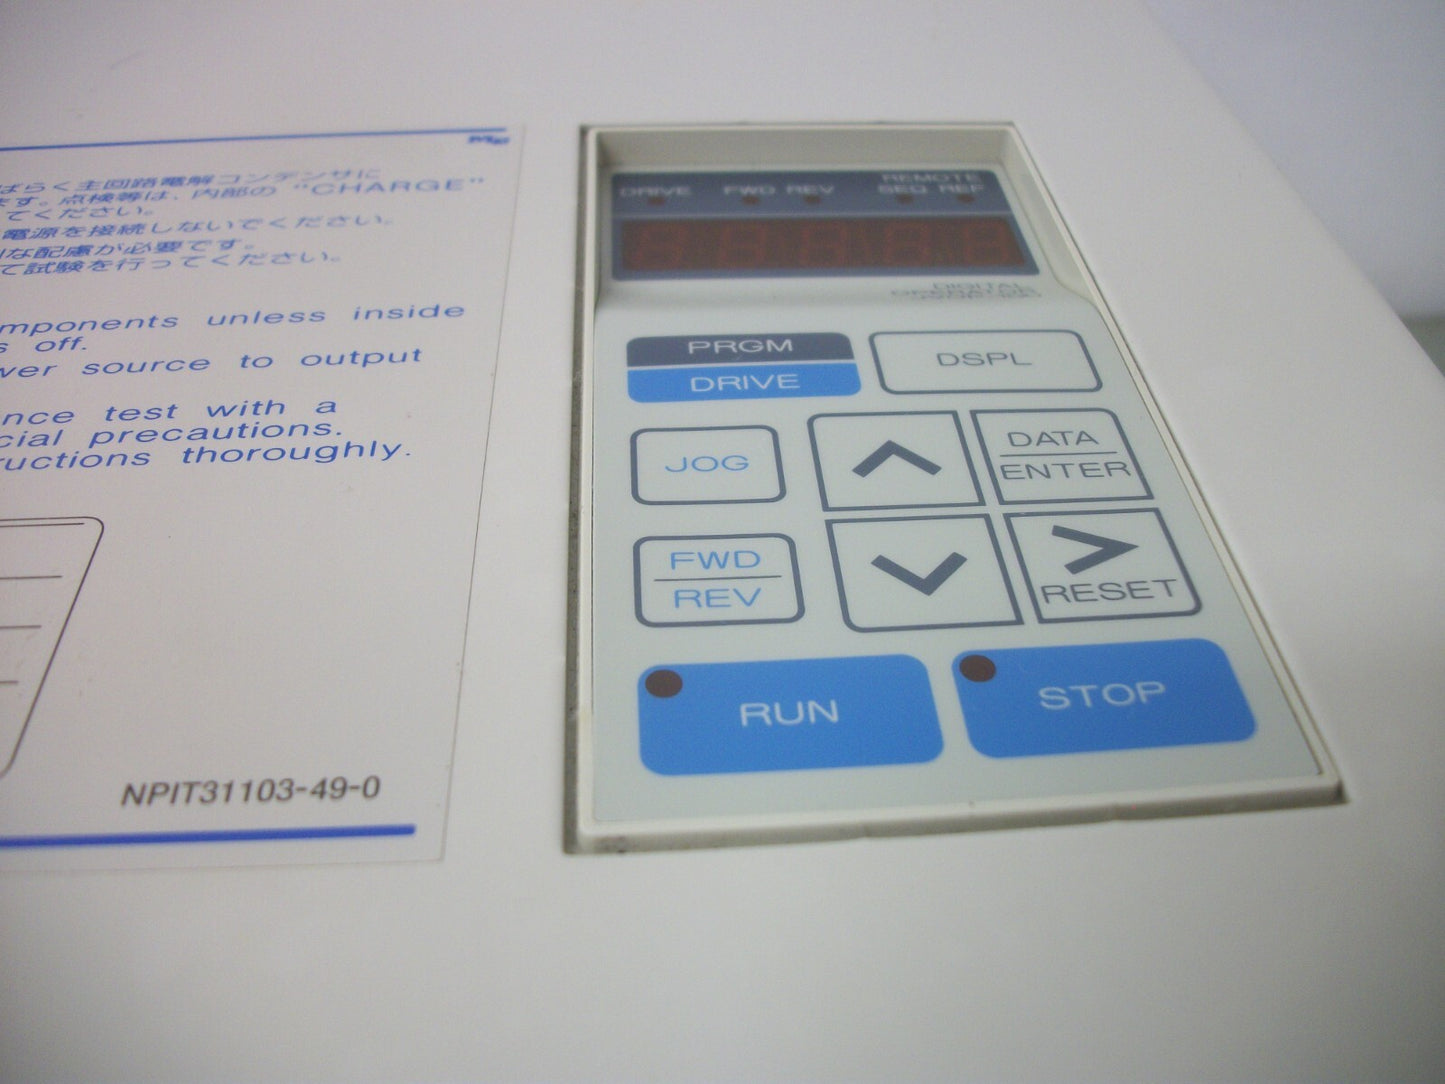 ばらく主回路電解コンデンサに
ます。点検等は、内部の "CHARGE"
てください。
電源を接続しないでください。
な配慮が必要です。
て試験を行ってください。
mponents unless inside
s off.
wer source to output
nce test with a
cial precautions.
ructions thoroughly.
NPIT31103-49-0
REMOTE
DRIVE FWD REV SEQ REF
DIGITAL
OPERATOR
PRGM
DRIVE
DSPL
JOG
DATA
ENTER
FWD
REV
RESET
RUN
STOP